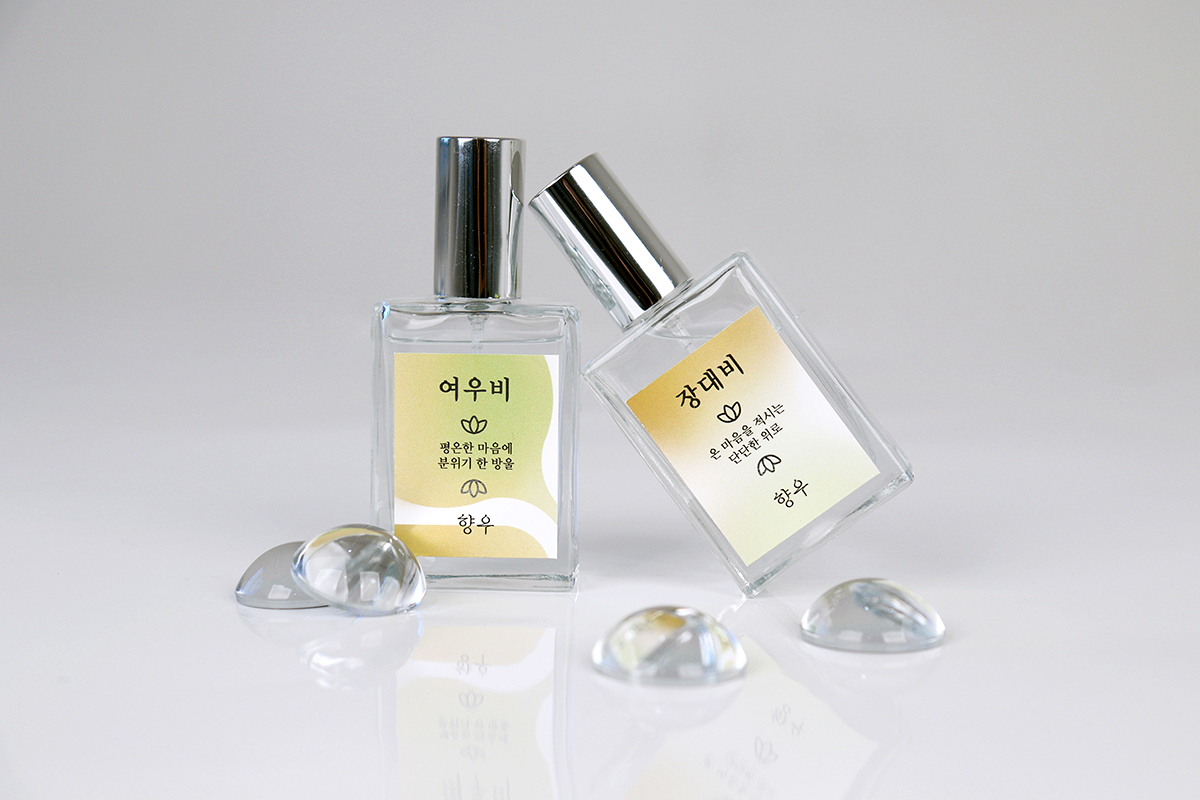 여우비
평온한 마음에
분위기 한 방울
향우
장대비
온 마음을 적시는
단단한 위로
향우